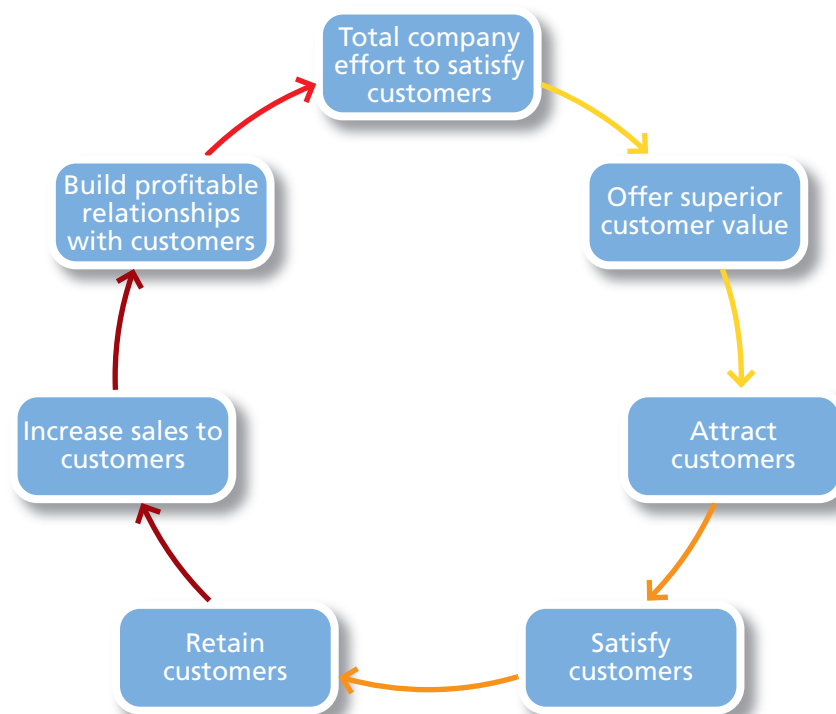 Total company
effort to satisfy
customers
Offer superior
customer value
Attract
customers
Satisfy
customers
Retain
customers
Increase sales to
customers
Build profitable
relationships
with customers